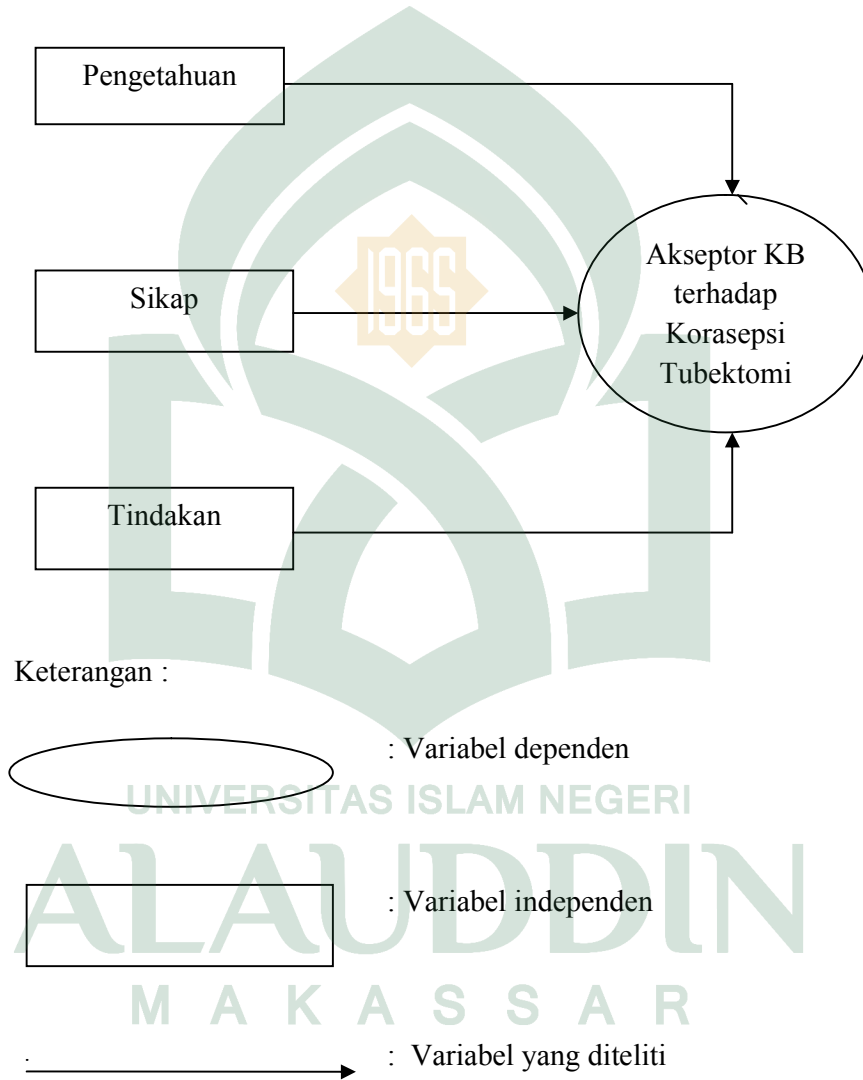 Pengetahuan
Akseptor KB
terhadap
Korasepsi
Tubektomi
Sikap
1965
Tindakan
Keterangan :
: Variabel dependen
UNIVERSITAS ISLAM NEGERI
ALAUDDIN
: Variabel independen
MAKASSAR
: Variabel yang diteliti